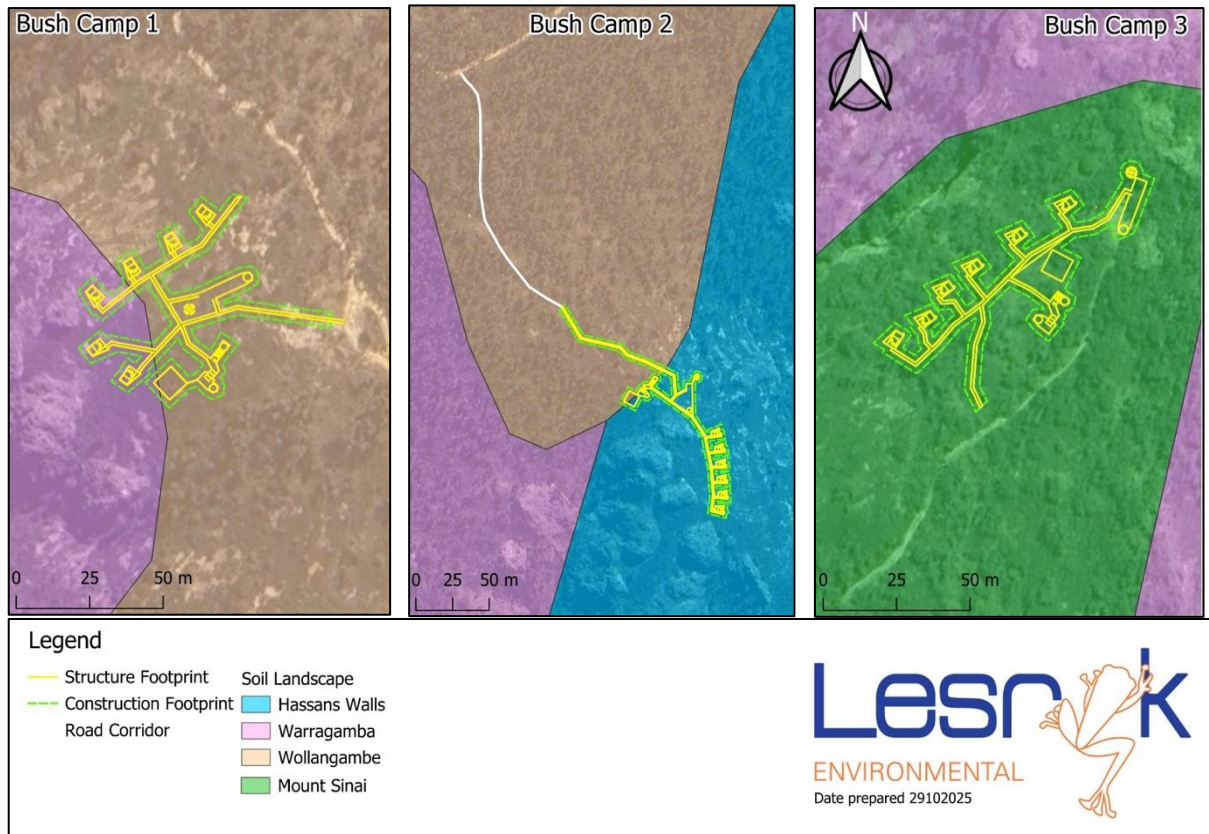 Bush Camp 1
Bush Camp 2
Bush Camp 3
N
0 25 50 m
0 25 50 m
0 25 50 m
Legend
Structure Footprint
Construction Footprint
Road Corridor
Soil Landscape
Hassans Walls
Warragamba
Wollangambe
Mount Sinai
Lesryk
ENVIRONMENTAL
Date prepared 29102025